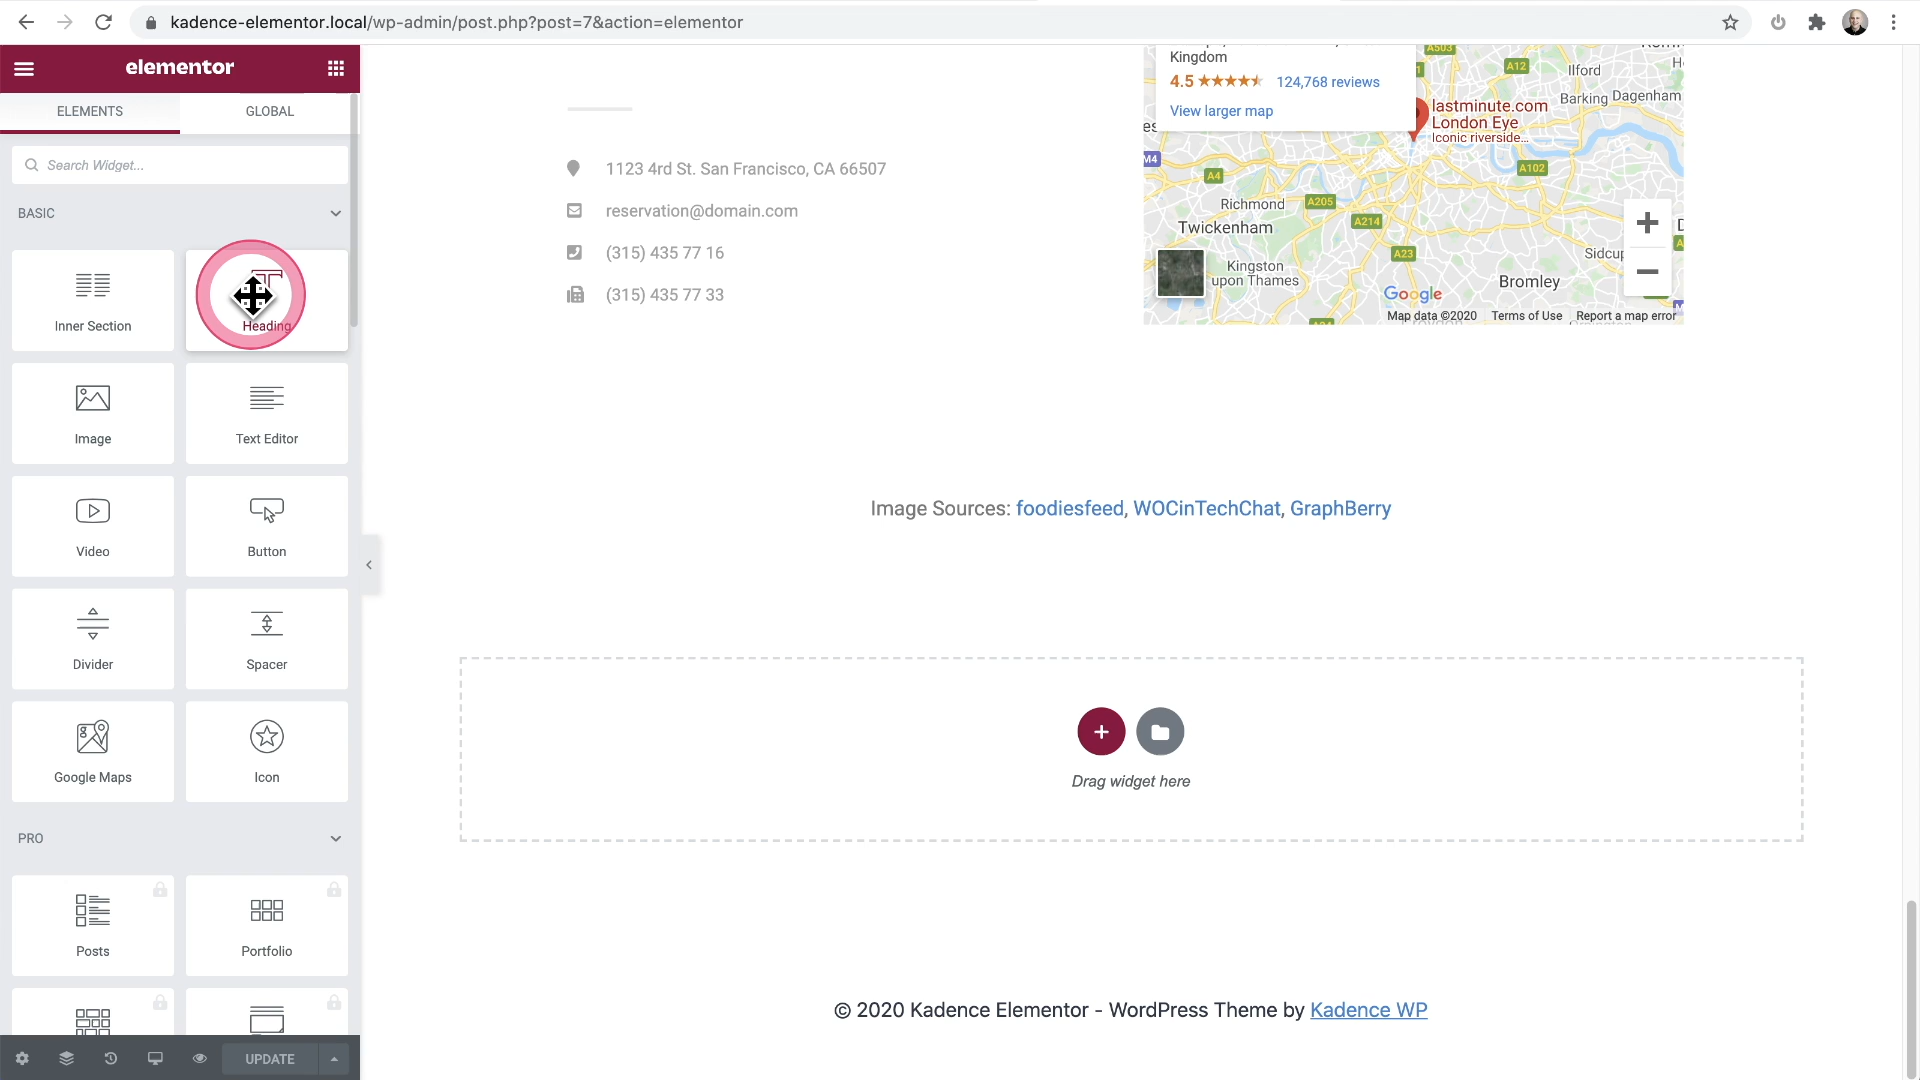 kadence-elementor.local/wp-admin/post.php?post=7&action=elementor
elementor
ELEMENTS
GLOBAL
Search Widget...
BASIC
Inner Section
Heading
Image
Text Editor
Video
Button
Divider
Spacer
Google Maps
Icon
PRO
Posts
Portfolio
UPDATE
1123 4rd St. San Francisco, CA 66507
reservation@domain.com
(315) 435 77 16
(315) 435 77 33
Kingdom
4.5 124,768 reviews
View larger map
A503
A12
Ilford
Barking Dagenham
lastminute.com
London Eye
Iconic riverside...
M4
A4
A102
Richmond
A205
A214
Twickenham
A23
Kingston
upon Thames
Sidcup
Bromley
Google
Map data ©2020 Terms of Use Report a map error
Image Sources: foodiesfeed, WOCinTechChat, GraphBerry
Drag widget here
© 2020 Kadence Elementor - WordPress Theme by Kadence WP